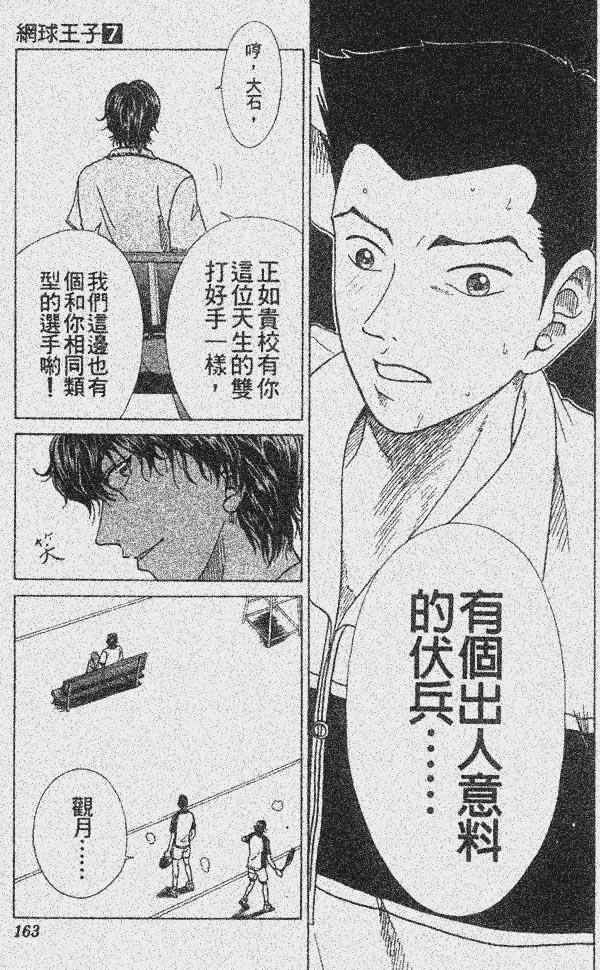 網球王子7
有個出人意料
的伏兵……
哼,大石,
正如貴校有你
這位天生的雙
打好手一樣,
我們這邊也有
個和你相同類
型的選手喲!
笑
觀月……
163